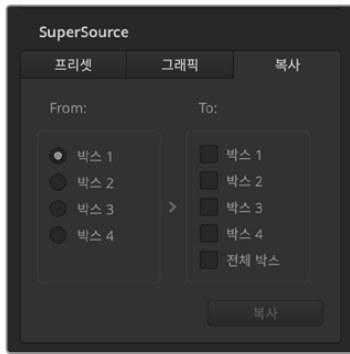 SuperSource
프리셋 그래픽 복사
From: To:
박스 1 박스 1
박스 2 박스 2
박스 3 > 박스 3
박스 4 박스 4
전체 박스
복사